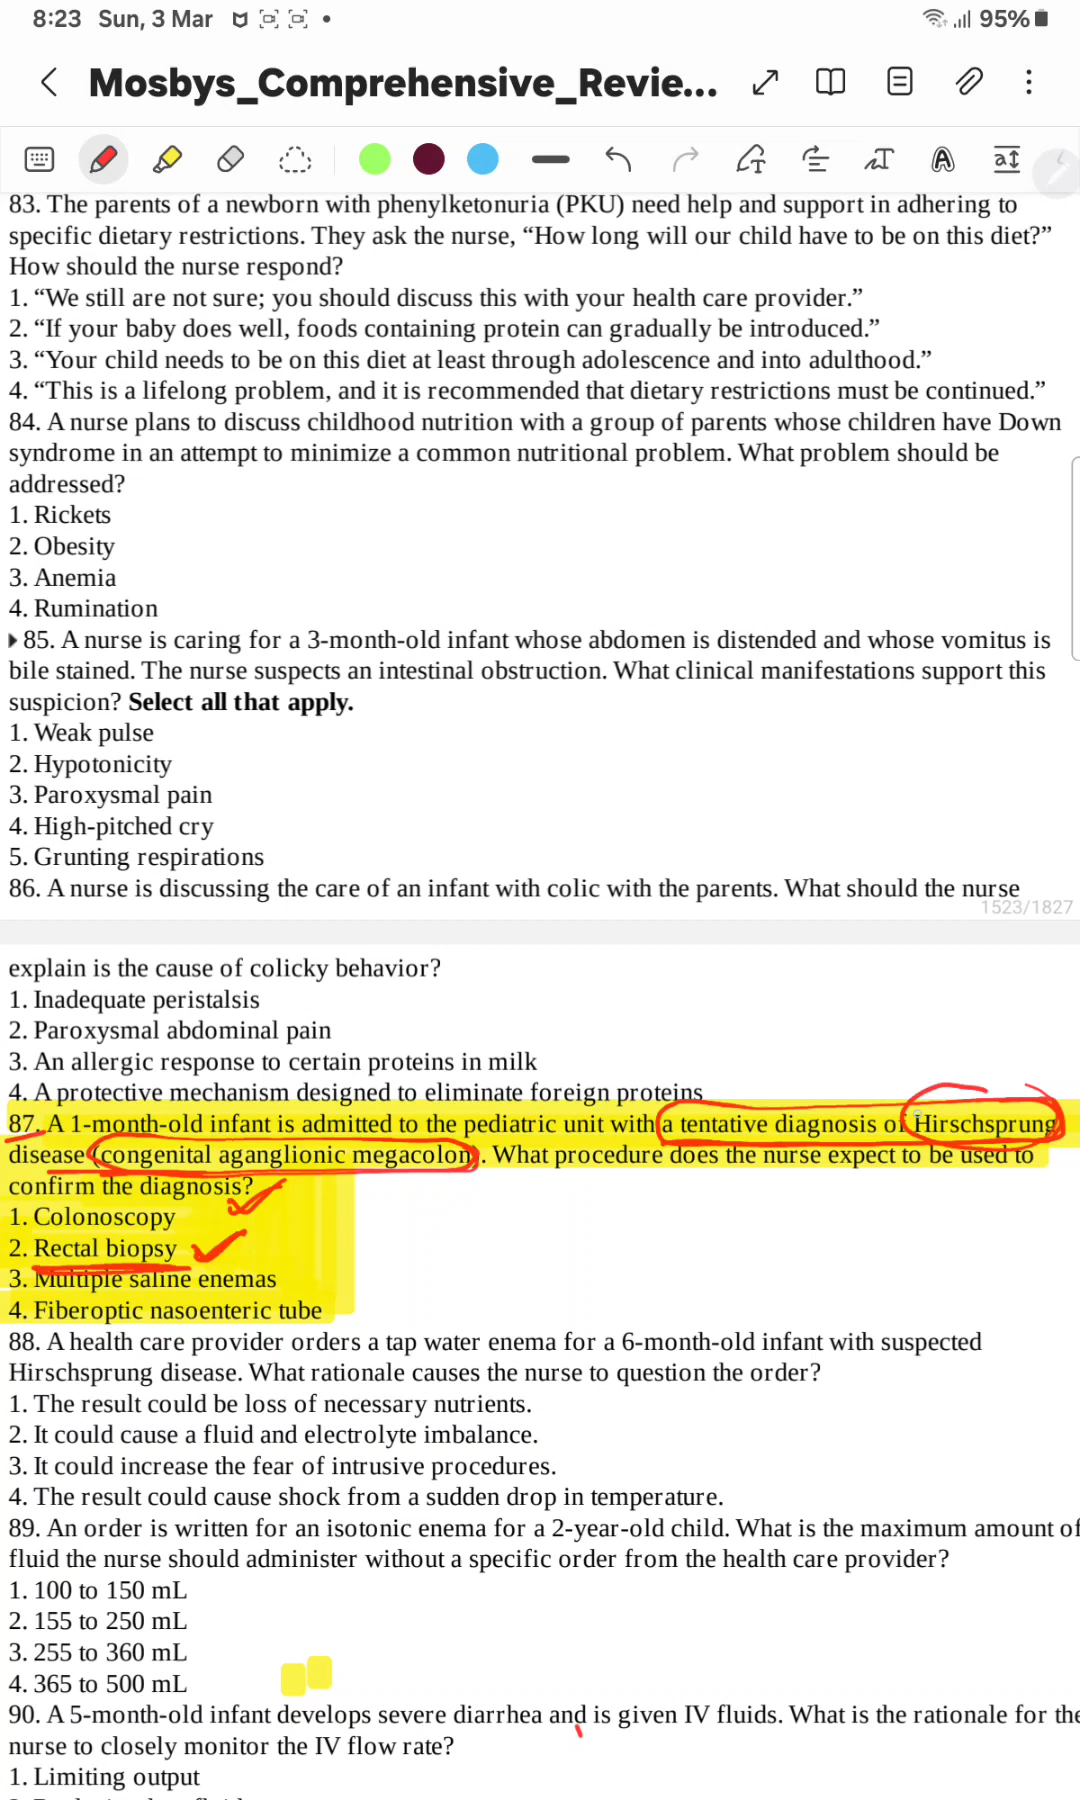 8:23 Sun, 3 Mar
95%
Mosbys_Comprehensive_Revie...
83. The parents of a newborn with phenylketonuria (PKU) need help and support in adhering to
specific dietary restrictions. They ask the nurse, “How long will our child have to be on this diet?”
How should the nurse respond?
1. “We still are not sure; you should discuss this with your health care provider.”
2. “If your baby does well, foods containing protein can gradually be introduced.”
3. “Your child needs to be on this diet at least through adolescence and into adulthood.”
4. “This is a lifelong problem, and it is recommended that dietary restrictions must be continued.”
84. A nurse plans to discuss childhood nutrition with a group of parents whose children have Down
syndrome in an attempt to minimize a common nutritional problem. What problem should be
addressed?
1. Rickets
2. Obesity
3. Anemia
4. Rumination
85. A nurse is caring for a 3-month-old infant whose abdomen is distended and whose vomitus is
bile stained. The nurse suspects an intestinal obstruction. What clinical manifestations support this
suspicion? Select all that apply.
1. Weak pulse
2. Hypotonicity
3. Paroxysmal pain
4. High-pitched cry
5. Grunting respirations
86. A nurse is discussing the care of an infant with colic with the parents. What should the nurse
1523/1827
explain is the cause of colicky behavior?
1. Inadequate peristalsis
2. Paroxysmal abdominal pain
3. An allergic response to certain proteins in milk
4. A protective mechanism designed to eliminate foreign proteins
87. A 1-month-old infant is admitted to the pediatric unit with a tentative diagnosis of Hirschsprung
disease (congenital aganglionic megacolon). What procedure does the nurse expect to be used to
confirm the diagnosis?
1. Colonoscopy
2. Rectal biopsy
3. Multiple saline enemas
4. Fiberoptic nasoenteric tube
88. A health care provider orders a tap water enema for a 6-month-old infant with suspected
Hirschsprung disease. What rationale causes the nurse to question the order?
1. The result could be loss of necessary nutrients.
2. It could cause a fluid and electrolyte imbalance.
3. It could increase the fear of intrusive procedures.
4. The result could cause shock from a sudden drop in temperature.
89. An order is written for an isotonic enema for a 2-year-old child. What is the maximum amount of
fluid the nurse should administer without a specific order from the health care provider?
1. 100 to 150 mL
2. 155 to 250 mL
3. 255 to 360 mL
4. 365 to 500 mL
90. A 5-month-old infant develops severe diarrhea and is given IV fluids. What is the rationale for the
nurse to closely monitor the IV flow rate?
1. Limiting output